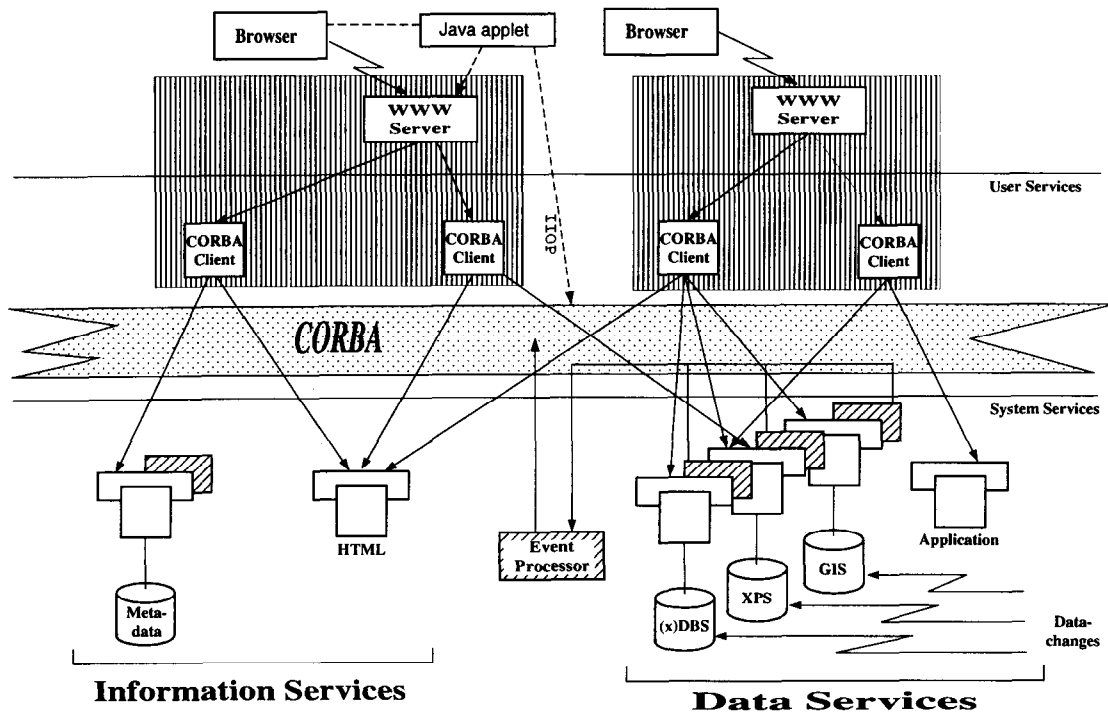 Browser
Java applet
Browser
WWW
Server
WWW
Server
User Services
CORBA
Client
CORBA
Client
IIOP
CORBA
Client
CORBA
Client
CORBA
System Services
HTML
Event
Processor
Application
GIS
XPS
(x)DBS
Meta-
data
Data-
changes
Information Services
Data Services